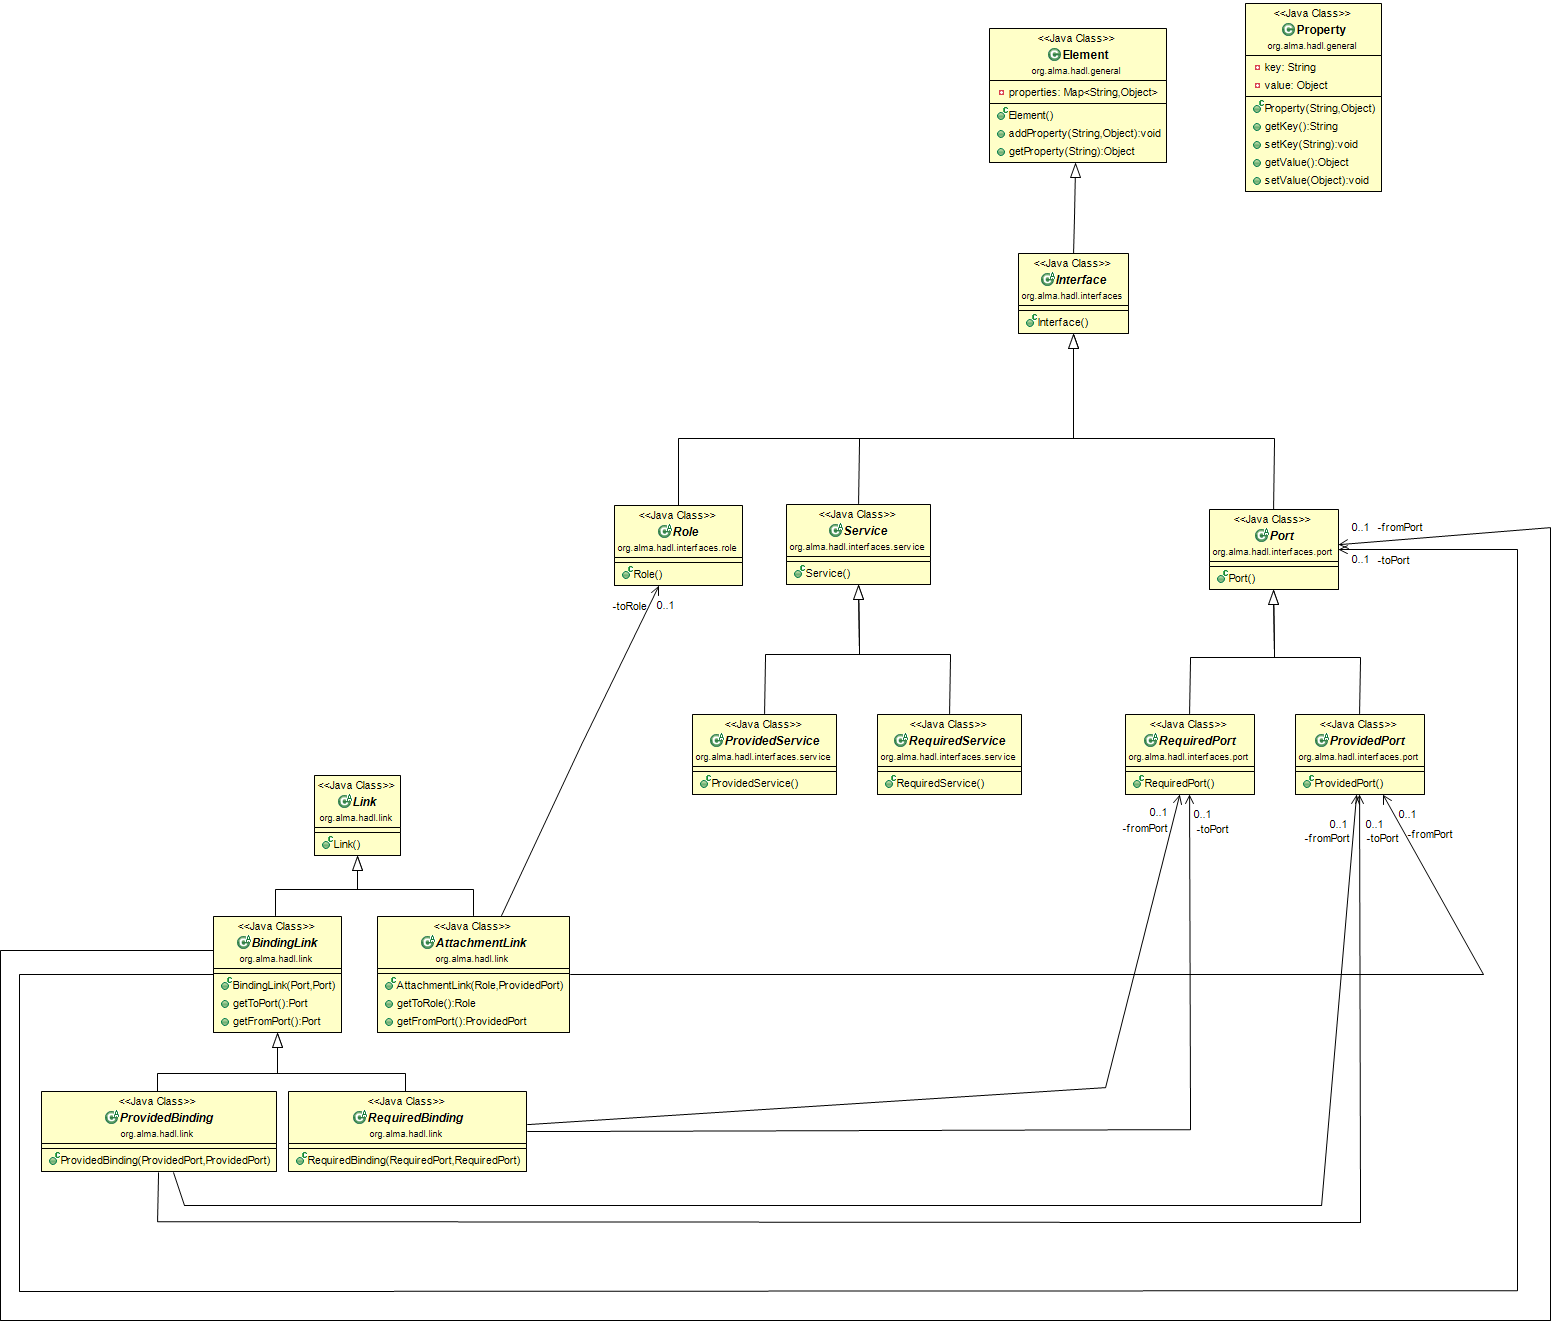 <<Java Class>>
Property
org.alma.hadl.general
key: String
value: Object
Property(String,Object)
getKey():String
setKey(String):void
getValue():Object
setValue(Object):void
<<Java Class>>
Element
org.alma.hadl.general
properties: Map<String,Object>
Element()
addProperty(String,Object):void
getProperty(String):Object
<<Java Class>>
Interface
org.alma.hadl.interfaces
Interface()
<<Java Class>>
Role
org.alma.hadl.interfaces.role
Role()
<<Java Class>>
Service
org.alma.hadl.interfaces.service
Service()
<<Java Class>>
Port
org.alma.hadl.interfaces.port
Port()
0..1 -fromPort
0..1 -toPort
-toRole 0..1
<<Java Class>>
ProvidedService
org.alma.hadl.interfaces.service
ProvidedService()
<<Java Class>>
RequiredService
org.alma.hadl.interfaces.service
RequiredService()
<<Java Class>>
RequiredPort
org.alma.hadl.interfaces.port
RequiredPort()
<<Java Class>>
ProvidedPort
org.alma.hadl.interfaces.port
ProvidedPort()
0..1
-fromPort
0..1
-toPort
0..1
-fromPort
0..1
-toPort
0..1
-fromPort
<<Java Class>>
Link
org.alma.hadl.link
Link()
<<Java Class>>
BindingLink
org.alma.hadl.link
BindingLink(Port,Port)
getToPort():Port
getFromPort():Port
<<Java Class>>
AttachmentLink
org.alma.hadl.link
AttachmentLink(Role,ProvidedPort)
getToRole():Role
getFromPort():ProvidedPort
<<Java Class>>
ProvidedBinding
org.alma.hadl.link
ProvidedBinding(ProvidedPort,ProvidedPort)
<<Java Class>>
RequiredBinding
org.alma.hadl.link
RequiredBinding(RequiredPort,RequiredPort)